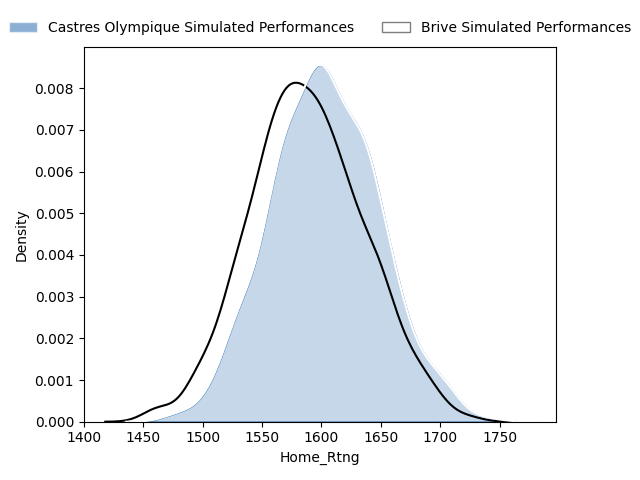 Castres Olympique Simulated Performances Brive Simulated Performances
0.008
0.007
0.006
0.005
0.004
0.003
0.002
0.001
0.000
Density
1400 1450 1500 1550 1600 1650 1700 1750
Home_Rtng